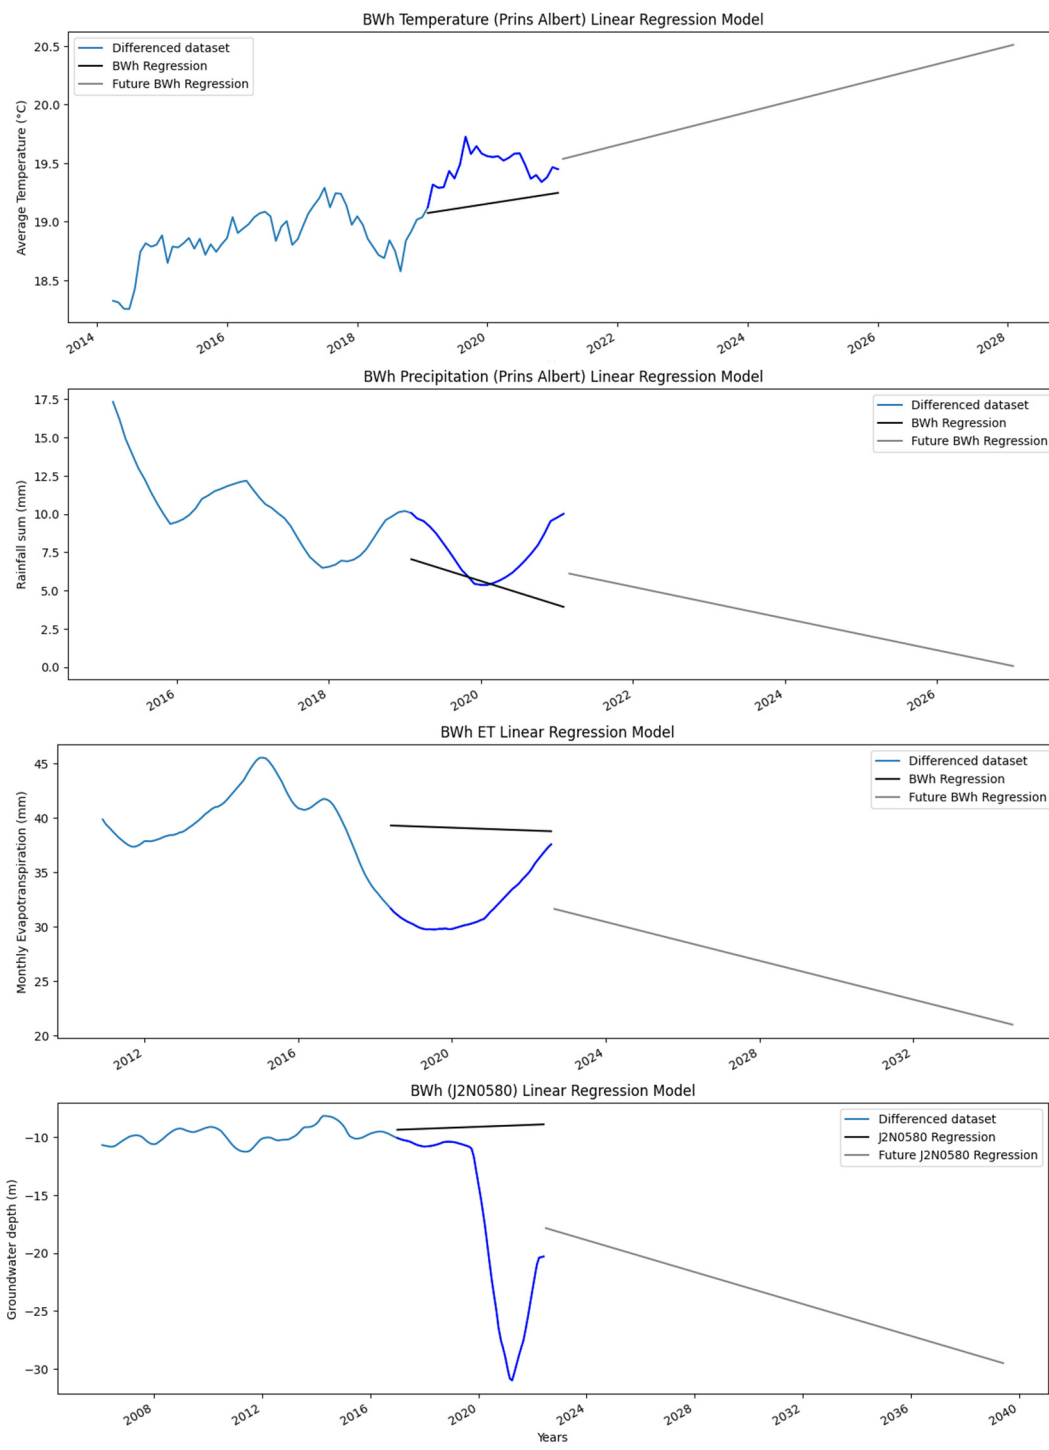 BWh Temperature (Prins Albert) Linear Regression Model
Differenced dataset
BWh Regression
Future BWh Regression
Average Temperature (°C)
20.5
20.0
19.5
19.0
18.5
2014 2016 2018 2020 2022 2024 2026 2028
BWh Precipitation (Prins Albert) Linear Regression Model
Differenced dataset
BWh Regression
Future BWh Regression
Rainfall sum (mm)
17.5
15.0
12.5
10.0
7.5
5.0
2.5
0.0
2016 2018 2020 2022 2024 2026
BWh ET Linear Regression Model
Differenced dataset
BWh Regression
Future BWh Regression
Monthly Evapotranspiration (mm)
45
40
35
30
25
20
2012 2016 2020 2024 2028 2032
BWh (J2N0580) Linear Regression Model
Differenced dataset
J2N0580 Regression
Future J2N0580 Regression
Groundwater depth (m)
−10
−15
−20
−25
−30
2008 2012 2016 2020 2024 2028 2032 2036 2040
Years